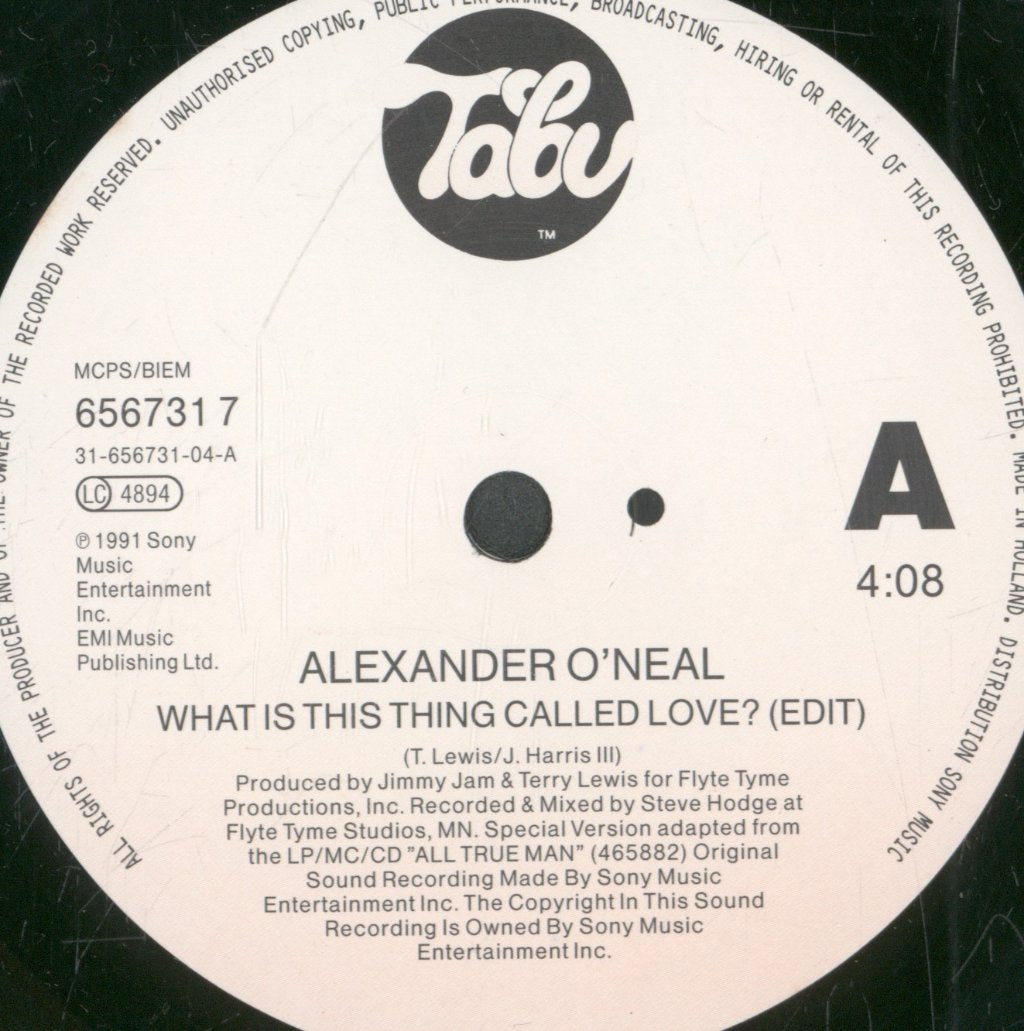 ALL RIGHTS OF THE PRODUCER AND OF THE OWNER OF THE RECORDED WORK RESERVED. UNAUTHORISED COPYING, PUBLIC PERFORMANCE, BROADCASTING, HIRING OR RENTAL OF THIS RECORDING PROHIBITED. MADE IN HOLLAND. DISTRIBUTION SONY MUSIC
Tabu
TM
MCPS/BIEM
656731 7
31-656731-04-A
LC 4894
℗ 1991 Sony
Music
Entertainment
Inc.
EMI Music
Publishing Ltd.
A
4:08
ALEXANDER O'NEAL
WHAT IS THIS THING CALLED LOVE? (EDIT)
(T. Lewis/J. Harris III)
Produced by Jimmy Jam & Terry Lewis for Flyte Tyme
Productions, Inc. Recorded & Mixed by Steve Hodge at
Flyte Tyme Studios, MN. Special Version adapted from
the LP/MC/CD "ALL TRUE MAN" (465882) Original
Sound Recording Made By Sony Music
Entertainment Inc. The Copyright In This Sound
Recording Is Owned By Sony Music
Entertainment Inc.